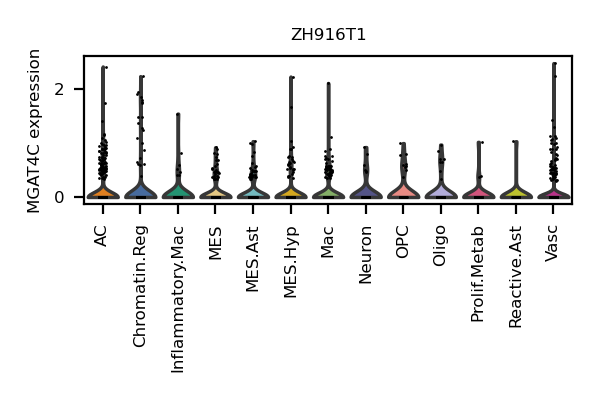 ZH916T1
MGAT4C expression
2
0
AC
Chromatin.Reg
Inflammatory.Mac
MES
MES.Ast
MES.Hyp
Mac
Neuron
OPC
Oligo
Prolif.Metab
Reactive.Ast
Vasc